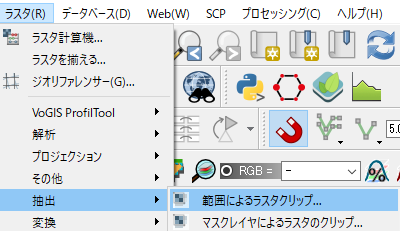 ラスタ(R) データベース(D) Web(W) SCP プロセッシング(C) ヘルプ(H)
ラスタ計算機...
ラスタを揃える...
ジオリファレンサー(G)...
VoGIS ProfilTool
解析
プロジェクション
その他
抽出
変換
5.0
RGB = -
範囲によるラスタクリップ...
マスクレイヤによるラスタのクリップ...